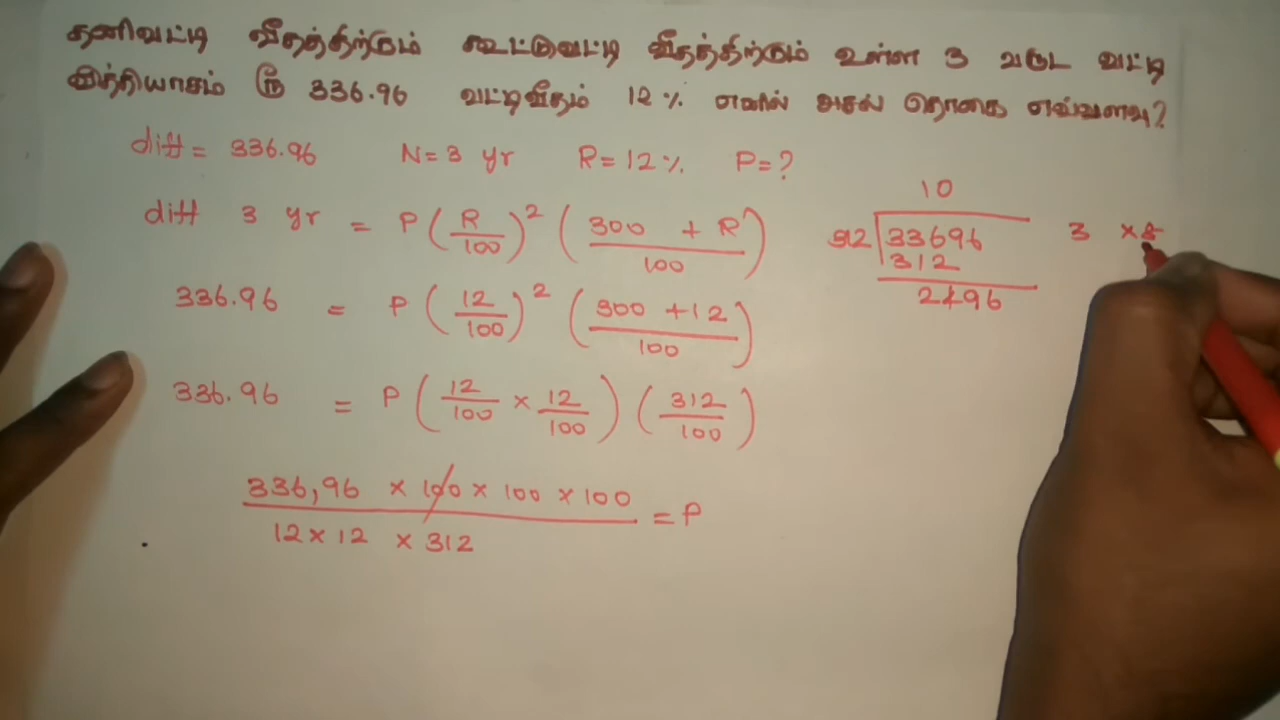 தனிவட்டி வீதத்திற்கும் கூட்டுவட்டி வீதத்திற்கும் உள்ள 3 வருட வட்டி
வித்தியாசம் ரூ 336.96 வட்டிவீதம் 12% எனில் அசல் தொகை எவ்வளவு?
diff = 336.96 N=3 yr R=12% P=?
diff 3 yr = P (R/100)² (300 + R/100)
336.96 = P (12/100)² (300 + 12/100)
336.96 = P (12/100 × 12/100) (312/100)
336,96 × 100 × 100 × 100 = P
12 × 12 × 312
10
312 33696 3 × 8
312
2496